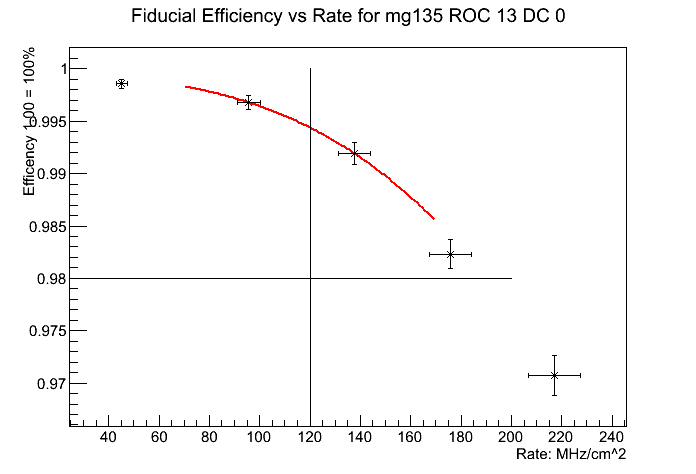 Fiducial Efficiency vs Rate for mg135 ROC 13 DC 0
Efficency 1.00 = 100%
1
0.995
0.99
0.985
0.98
0.975
0.97
40 60 80 100 120 140 160 180 200 220 240
Rate: MHz/cm^2